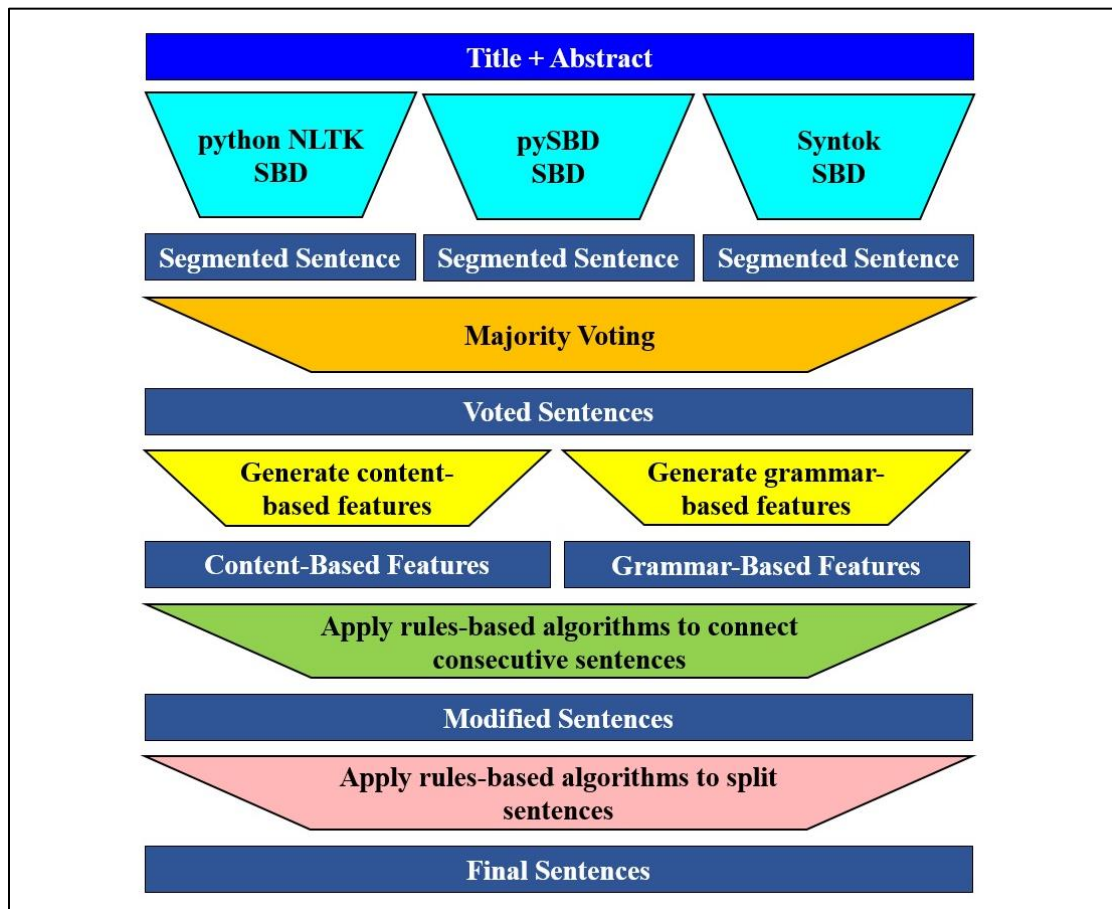 Title + Abstract
python NLTK
SBD
pySBD
SBD
Syntok
SBD
Segmented Sentence
Segmented Sentence
Segmented Sentence
Majority Voting
Voted Sentences
Generate content-
based features
Generate grammar-
based features
Content-Based Features
Grammar-Based Features
Apply rules-based algorithms to connect
consecutive sentences
Modified Sentences
Apply rules-based algorithms to split
sentences
Final Sentences